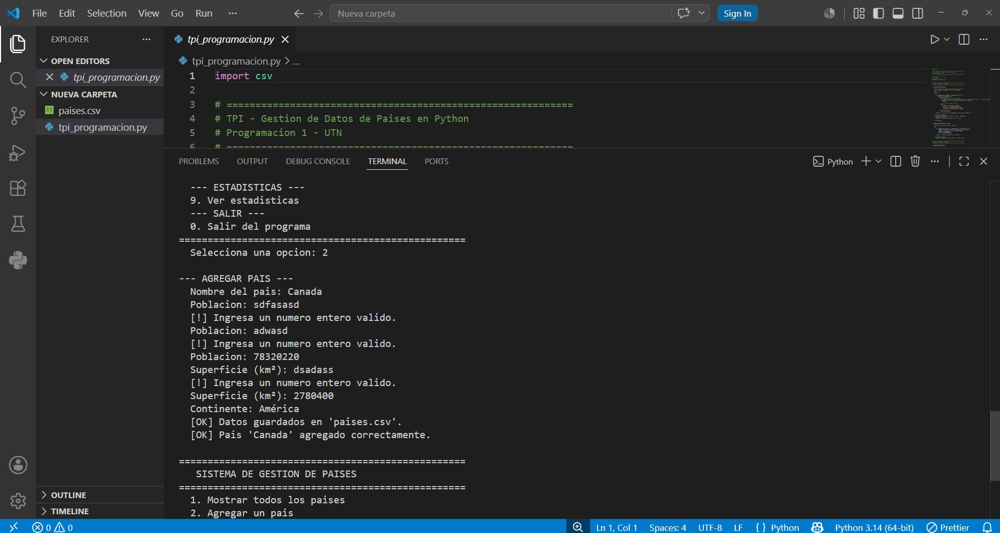 File Edit Selection View Go Run ···
Nueva carpeta
Sign In
EXPLORER
OPEN EDITORS
tpi_programacion.py
NUEVA CARPETA
paises.csv
tpi_programacion.py
OUTLINE
TIMELINE
tpi_programacion.py
tpi_programacion.py > ...
1 import csv
2
3 # ============================================================
4 # TPI - Gestion de Datos de Paises en Python
5 # Programacion 1 - UTN
6 # ============================================================
PROBLEMS OUTPUT DEBUG CONSOLE TERMINAL PORTS
Python
--- ESTADISTICAS ---
9. Ver estadisticas
--- SALIR ---
0. Salir del programa
==================================================
Selecciona una opcion: 2
--- AGREGAR PAIS ---
Nombre del pais: Canada
Poblacion: sdfasasd
[!] Ingresa un numero entero valido.
Poblacion: adwasd
[!] Ingresa un numero entero valido.
Poblacion: 78320220
Superficie (km²): dsadass
[!] Ingresa un numero entero valido.
Superficie (km²): 2780400
Continente: América
[OK] Datos guardados en 'paises.csv'.
[OK] Pais 'Canada' agregado correctamente.
==================================================
SISTEMA DE GESTION DE PAISES
==================================================
1. Mostrar todos los paises
2. Agregar un pais
0 0
Ln 1, Col 1 Spaces: 4 UTF-8 LF { } Python Python 3.14 (64-bit) Prettier